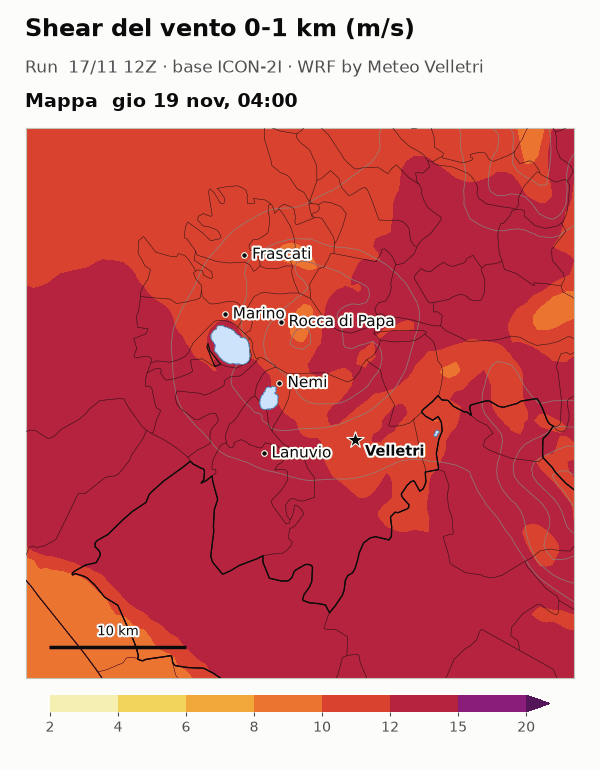 Shear del vento 0-1 km (m/s)
Run  17/11 12Z · base ICON-2I · WRF by Meteo Velletri
Mappa  gio 19 nov, 04:00
Frascati
Marino
Rocca di Papa
Nemi
Velletri
Lanuvio
10 km
2 4 6 8 10 12 15 20